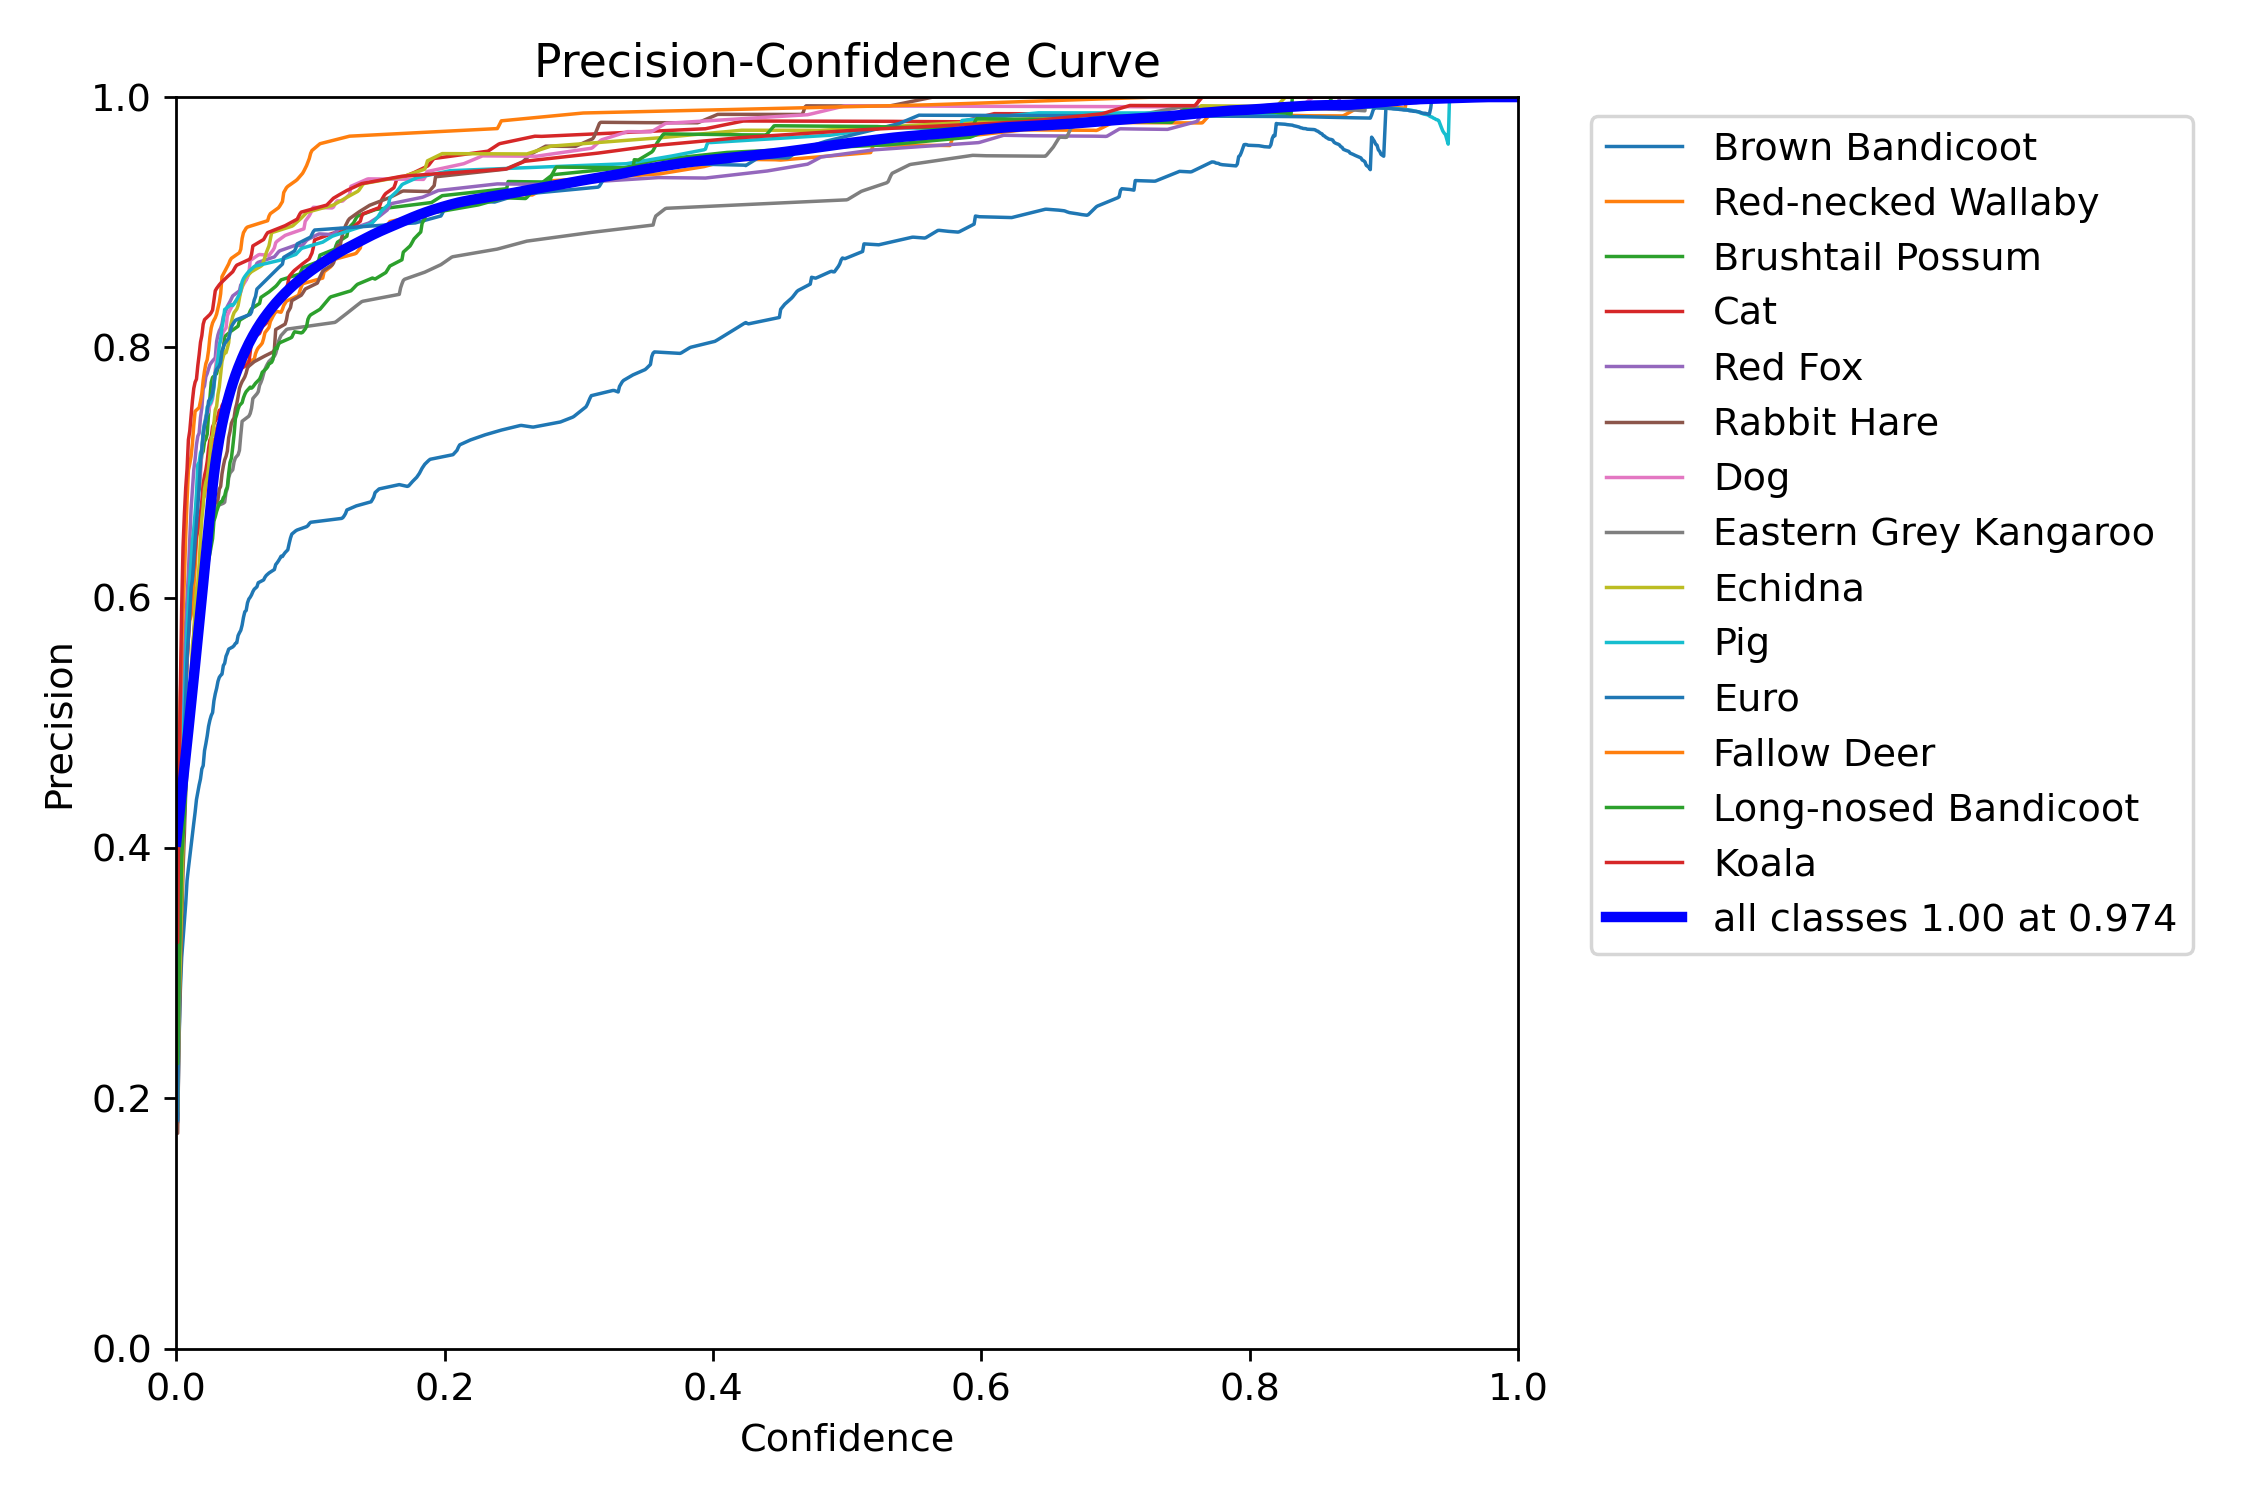 Precision-Confidence Curve
1.0
0.8
0.6
0.4
0.2
0.0
Precision
0.0 0.2 0.4 0.6 0.8 1.0
Confidence
Brown Bandicoot
Red-necked Wallaby
Brushtail Possum
Cat
Red Fox
Rabbit Hare
Dog
Eastern Grey Kangaroo
Echidna
Pig
Euro
Fallow Deer
Long-nosed Bandicoot
Koala
all classes 1.00 at 0.974